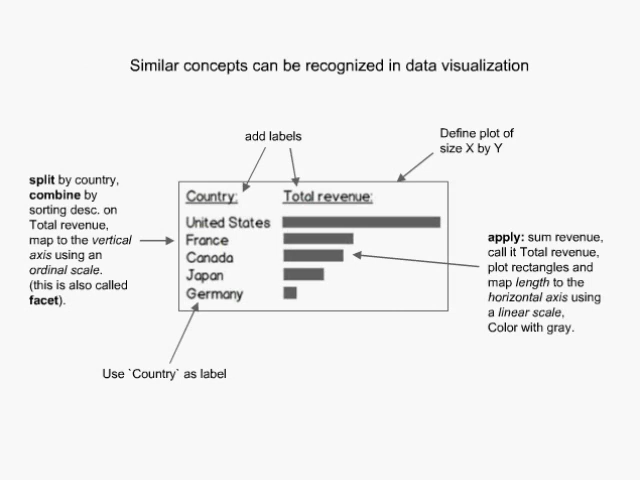 Similar concepts can be recognized in data visualization
add labels
Define plot of
size X by Y
split by country,
combine by
sorting desc. on
Total revenue,
map to the vertical
axis using an
ordinal scale.
(this is also called
facet).
Country: Total revenue:
United States
France
Canada
Japan
Germany
apply: sum revenue,
call it Total revenue,
plot rectangles and
map length to the
horizontal axis using
a linear scale,
Color with gray.
Use `Country` as label